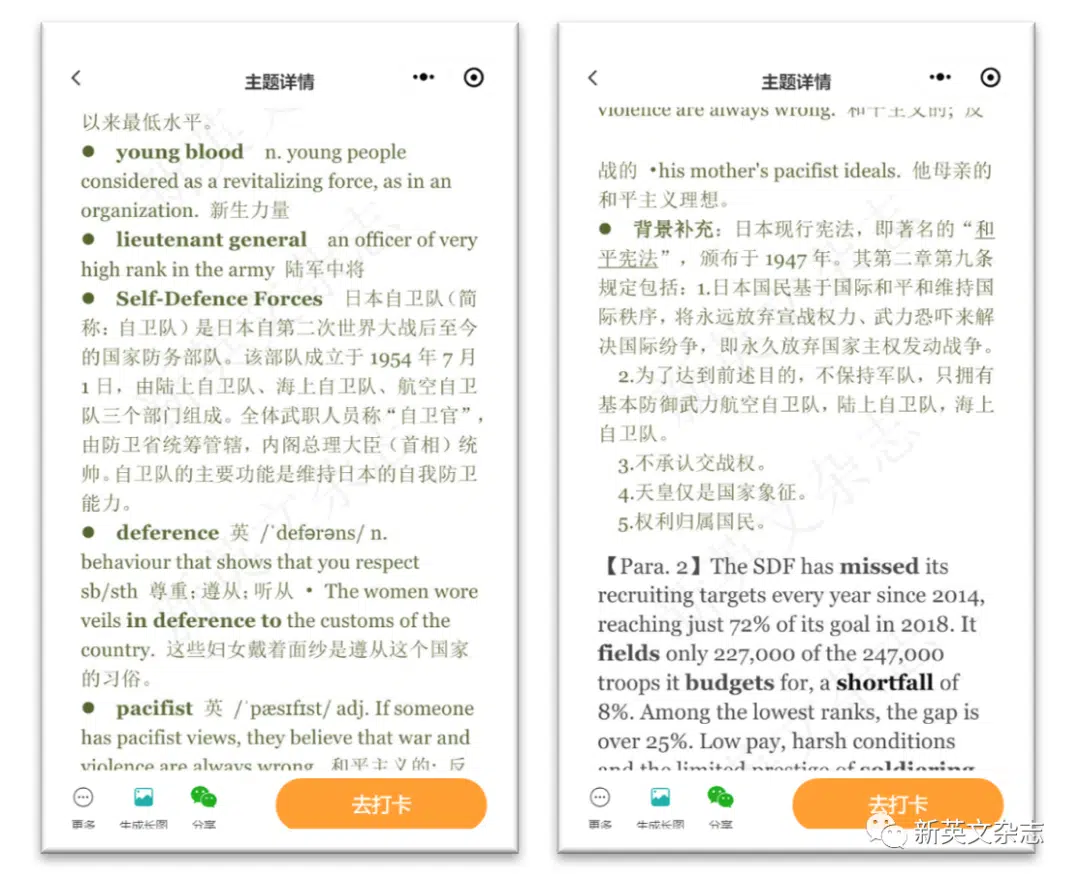 主题详情
以来最低水平。
● young blood n. young people
considered as a revitalizing force, as in an
organization. 新生力量
● lieutenant general an officer of very
high rank in the army 陆军中将
● Self-Defence Forces 日本自卫队（简
称：自卫队）是日本自第二次世界大战后至今
的国家防务部队。该部队成立于 1954 年 7 月
1 日，由陆上自卫队、海上自卫队、航空自卫
队三个部门组成。全体武职人员称“自卫官”，
由防卫省统筹管辖，内阁总理大臣（首相）统
帅。自卫队的主要功能是维持日本的自我防卫
能力。
● deference 英 /ˈdefərəns/ n.
behaviour that shows that you respect
sb/sth 尊重；遵从；听从 • The women wore
veils in deference to the customs of the
country. 这些妇女戴着面纱是遵从这个国家
的习俗。
● pacifist 英 /ˈpæsɪfɪst/ adj. If someone
has pacifist views, they believe that war and
violence are always wrong. 和平主义的；反
更多 生成长图 分享 去打卡
主题详情
violence are always wrong. 和平主义的；反
战的 •his mother's pacifist ideals. 他母亲的
和平主义理想。
● 背景补充：日本现行宪法，即著名的“和
平宪法”，颁布于 1947 年。其第二章第九条
规定包括：1.日本国民基于国际和平和维持国
际秩序，将永远放弃宣战权力、武力恐吓来解
决国际纷争，即永久放弃国家主权发动战争。
2.为了达到前述目的，不保持军队，只拥有
基本防御武力航空自卫队，陆上自卫队，海上
自卫队。
3.不承认交战权。
4.天皇仅是国家象征。
5.权利归属国民。
【Para. 2】The SDF has missed its
recruiting targets every year since 2014,
reaching just 72% of its goal in 2018. It
fields only 227,000 of the 247,000
troops it budgets for, a shortfall of
8%. Among the lowest ranks, the gap is
over 25%. Low pay, harsh conditions
and the limited prestige of soldiering
更多 生成长图 分享 去打卡
新英文杂志